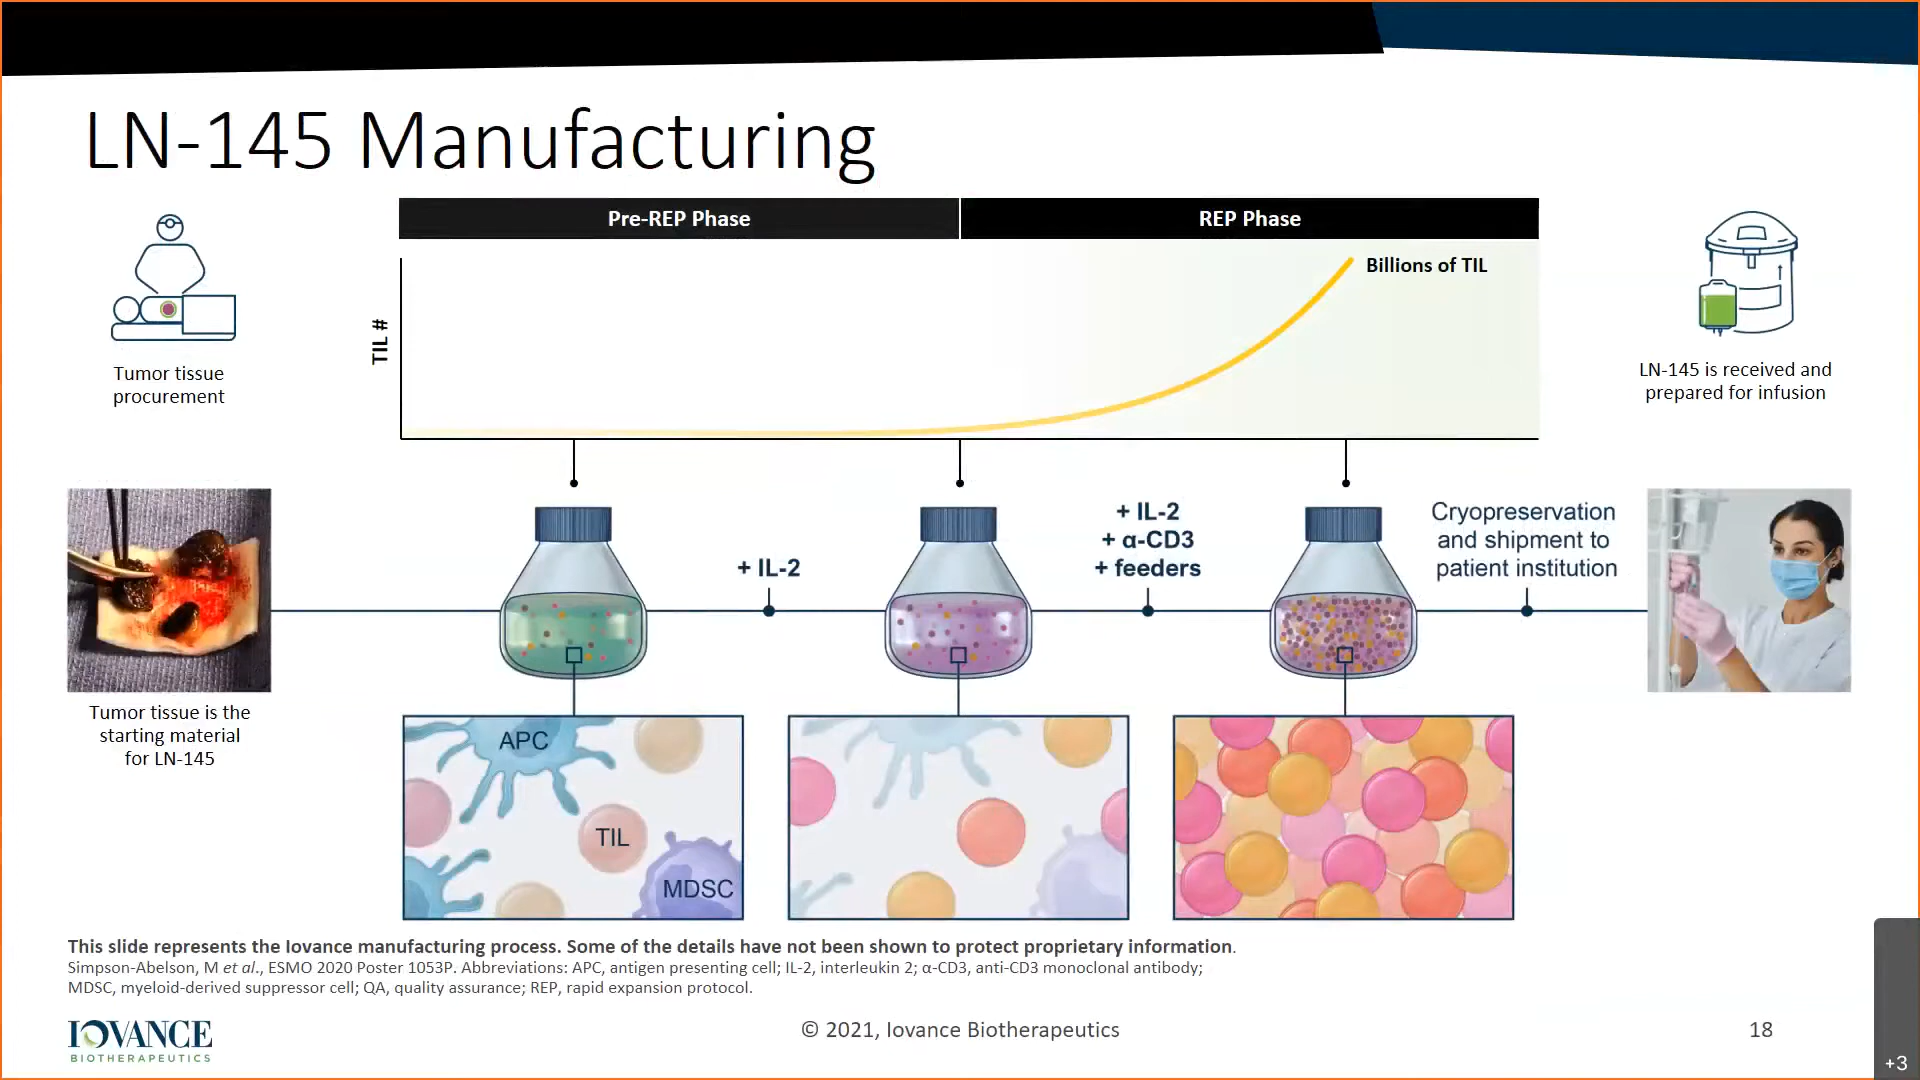 LN-145 Manufacturing
Pre-REP Phase
REP Phase
TIL #
Billions of TIL
Tumor tissue
procurement
LN-145 is received and
prepared for infusion
+ IL-2
+ IL-2
+ α-CD3
+ feeders
Cryopreservation
and shipment to
patient institution
Tumor tissue is the
starting material
for LN-145
APC
TIL
MDSC
This slide represents the Iovance manufacturing process. Some of the details have not been shown to protect proprietary information.
Simpson-Abelson, M et al., ESMO 2020 Poster 1053P. Abbreviations: APC, antigen presenting cell; IL-2, interleukin 2; α-CD3, anti-CD3 monoclonal antibody;
MDSC, myeloid-derived suppressor cell; QA, quality assurance; REP, rapid expansion protocol.
IOVANCE
BIOTHERAPEUTICS
© 2021, Iovance Biotherapeutics
18
+3